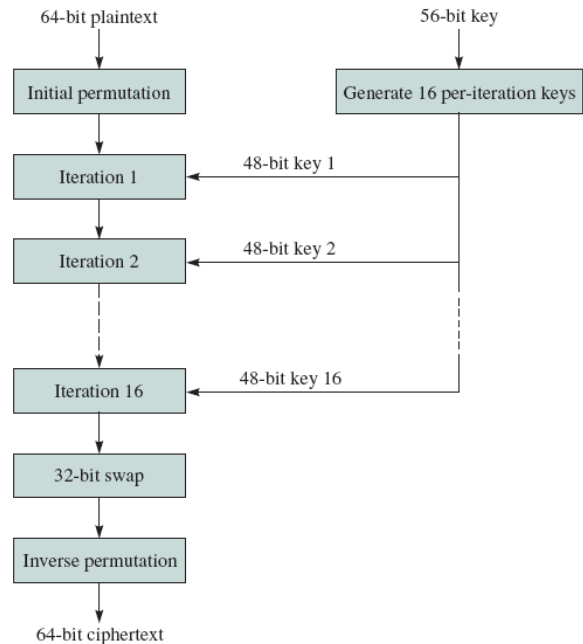 64-bit plaintext
56-bit key
Initial permutation
Generate 16 per-iteration keys
48-bit key 1
Iteration 1
48-bit key 2
Iteration 2
48-bit key 16
Iteration 16
32-bit swap
Inverse permutation
64-bit ciphertext